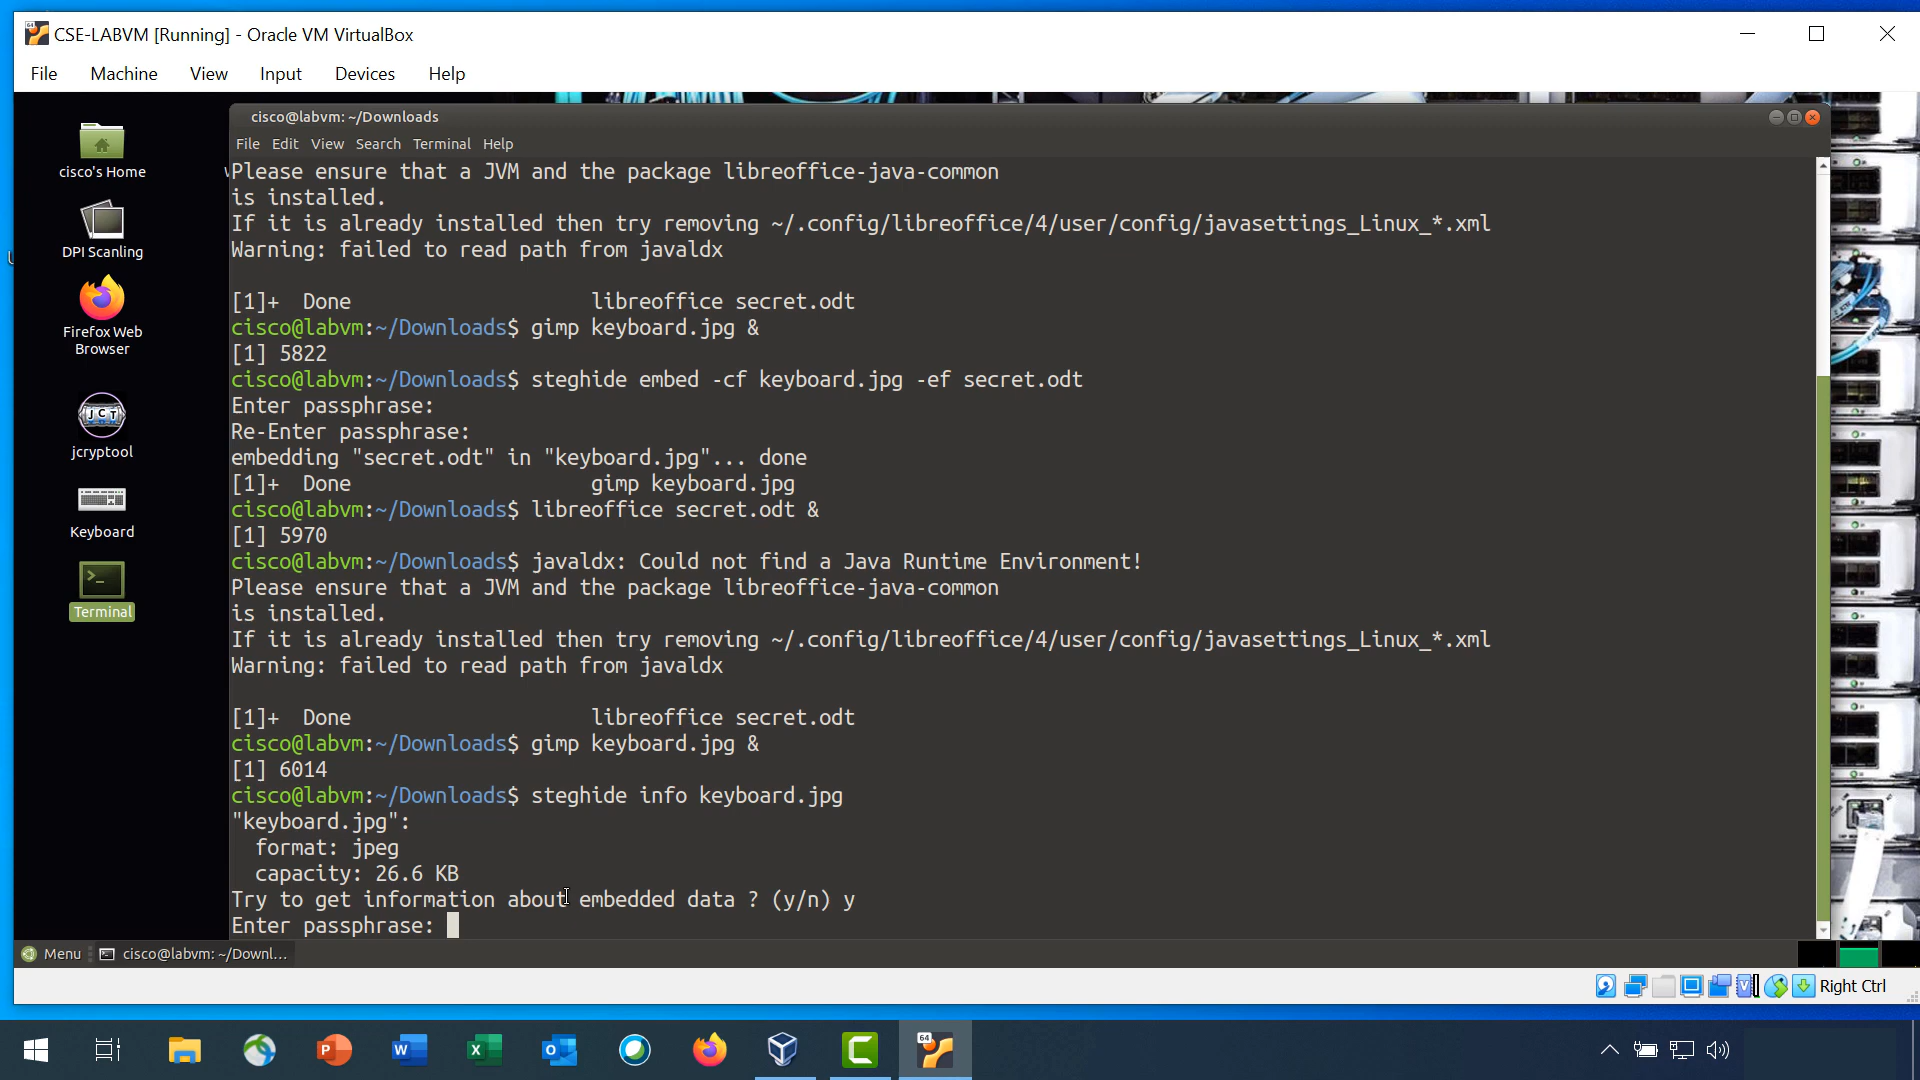 CSE-LABVM [Running] - Oracle VM VirtualBox
File Machine View Input Devices Help
cisco@labvm: ~/Downloads
File Edit View Search Terminal Help
cisco's Home
DPI Scanling
Firefox Web
Browser
JCT
jcryptool
Keyboard
Terminal
Please ensure that a JVM and the package libreoffice-java-common
is installed.
If it is already installed then try removing ~/.config/libreoffice/4/user/config/javasettings_Linux_*.xml
Warning: failed to read path from javaldx
[1]+  Done                    libreoffice secret.odt
cisco@labvm:~/Downloads$ gimp keyboard.jpg &
[1] 5822
cisco@labvm:~/Downloads$ steghide embed -cf keyboard.jpg -ef secret.odt
Enter passphrase:
Re-Enter passphrase:
embedding "secret.odt" in "keyboard.jpg"... done
[1]+  Done                    gimp keyboard.jpg
cisco@labvm:~/Downloads$ libreoffice secret.odt &
[1] 5970
cisco@labvm:~/Downloads$ javaldx: Could not find a Java Runtime Environment!
Please ensure that a JVM and the package libreoffice-java-common
is installed.
If it is already installed then try removing ~/.config/libreoffice/4/user/config/javasettings_Linux_*.xml
Warning: failed to read path from javaldx
[1]+  Done                    libreoffice secret.odt
cisco@labvm:~/Downloads$ gimp keyboard.jpg &
[1] 6014
cisco@labvm:~/Downloads$ steghide info keyboard.jpg
"keyboard.jpg":
format: jpeg
capacity: 26.6 KB
Try to get information about embedded data ? (y/n) y
Enter passphrase:
Menu cisco@labvm: ~/Downl...
Right Ctrl